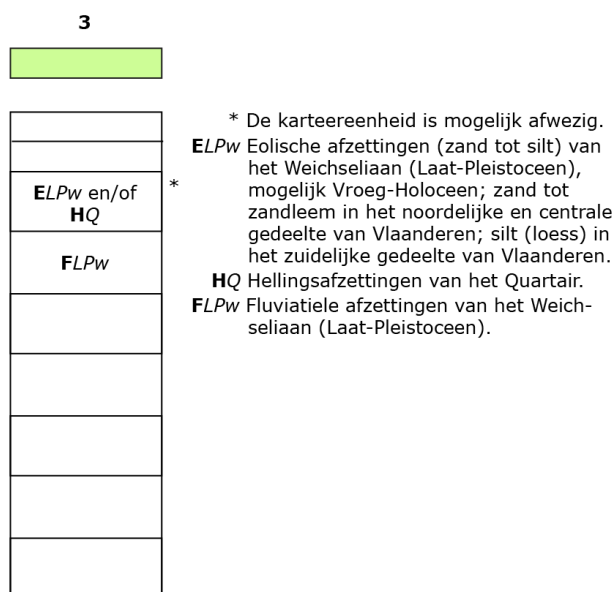 3
ELPw en/of
HQ
*
FLPw
* De karteereenheid is mogelijk afwezig.
ELPw Eolische afzettingen (zand tot silt) van
het Weichseliaan (Laat-Pleistoceen),
mogelijk Vroeg-Holoceen; zand tot
zandleem in het noordelijke en centrale
gedeelte van Vlaanderen; silt (loess) in
het zuidelijke gedeelte van Vlaanderen.
HQ Hellingsafzettingen van het Quartair.
FLPw Fluviatiele afzettingen van het Weich-
seliaan (Laat-Pleistoceen).